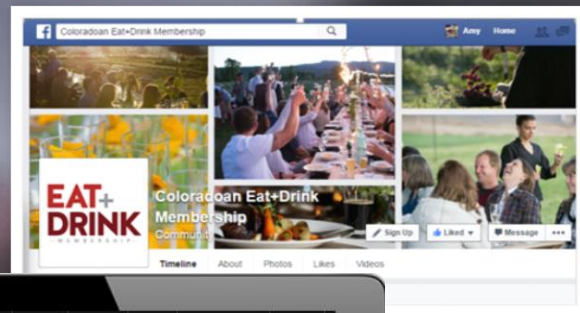 Coloradoan Eat+Drink Membership
Amy Home
EAT+
DRINK
MEMBERSHIP
Coloradoan Eat+Drink
Membership
Communit
Sign Up Liked Message
Timeline About Photos Likes Videos